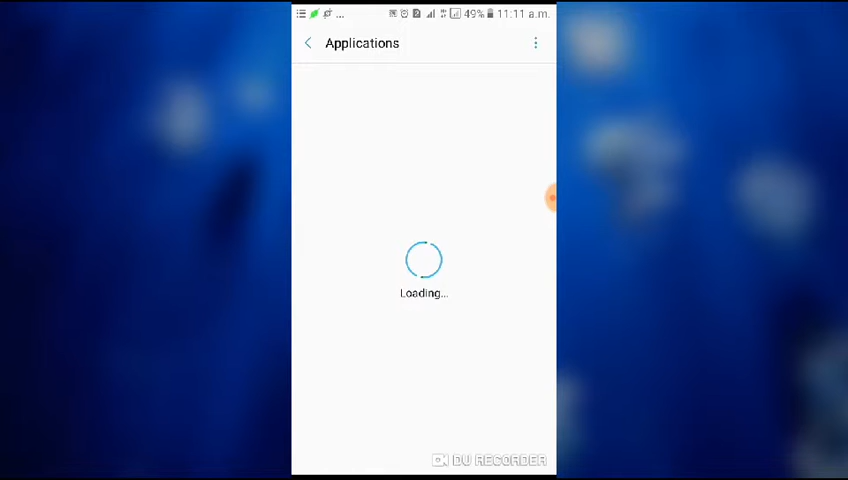 ... 49% 11:11 a.m.
Applications
Loading...
DU RECORDER